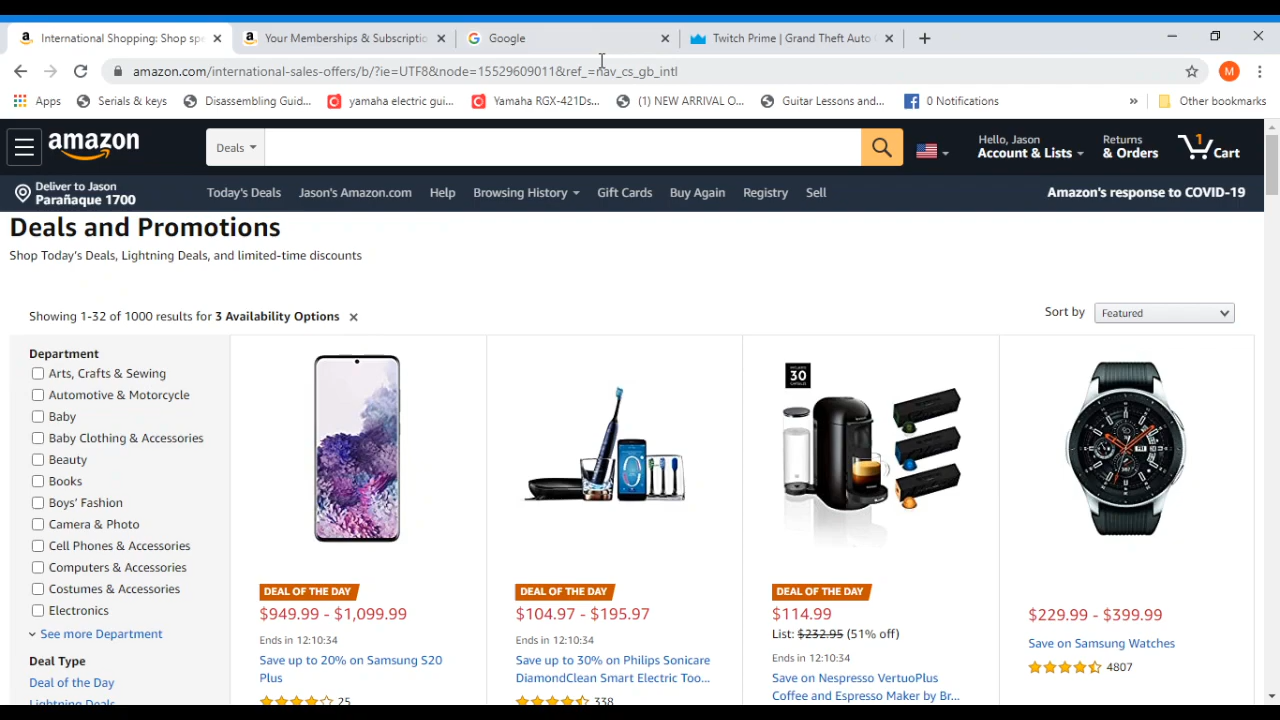 International Shopping: Shop spe
Your Memberships & Subscriptio
Google
Twitch Prime | Grand Theft Auto
amazon.com/international-sales-offers/b/?ie=UTF8&node=15529609011&ref_=nav_cs_gb_intl
M
Apps
Serials & keys
Disassembling Guid...
yamaha electric gui...
Yamaha RGX-421Ds...
(1) NEW ARRIVAL O...
Guitar Lessons and...
0 Notifications
»
Other bookmarks
amazon
Deals
Hello, Jason
Account & Lists
Returns
& Orders
1
Cart
Deliver to Jason
Parañaque 1700
Today's Deals
Jason's Amazon.com
Help
Browsing History
Gift Cards
Buy Again
Registry
Sell
Amazon's response to COVID-19
Deals and Promotions
Shop Today's Deals, Lightning Deals, and limited-time discounts
Showing 1-32 of 1000 results for 3 Availability Options
Sort by
Featured
Department
Arts, Crafts & Sewing
Automotive & Motorcycle
Baby
Baby Clothing & Accessories
Beauty
Books
Boys' Fashion
Camera & Photo
Cell Phones & Accessories
Computers & Accessories
Costumes & Accessories
Electronics
See more Department
Deal Type
Deal of the Day
Lightning Deals
DEAL OF THE DAY
$949.99 - $1,099.99
Ends in 12:10:34
Save up to 20% on Samsung S20
Plus
25
DEAL OF THE DAY
$104.97 - $195.97
Ends in 12:10:34
Save up to 30% on Philips Sonicare
DiamondClean Smart Electric Too...
338
30
DEAL OF THE DAY
$114.99
List: $232.95 (51% off)
Ends in 12:10:34
Save on Nespresso VertuoPlus
Coffee and Espresso Maker by Br...
$229.99 - $399.99
Save on Samsung Watches
4807